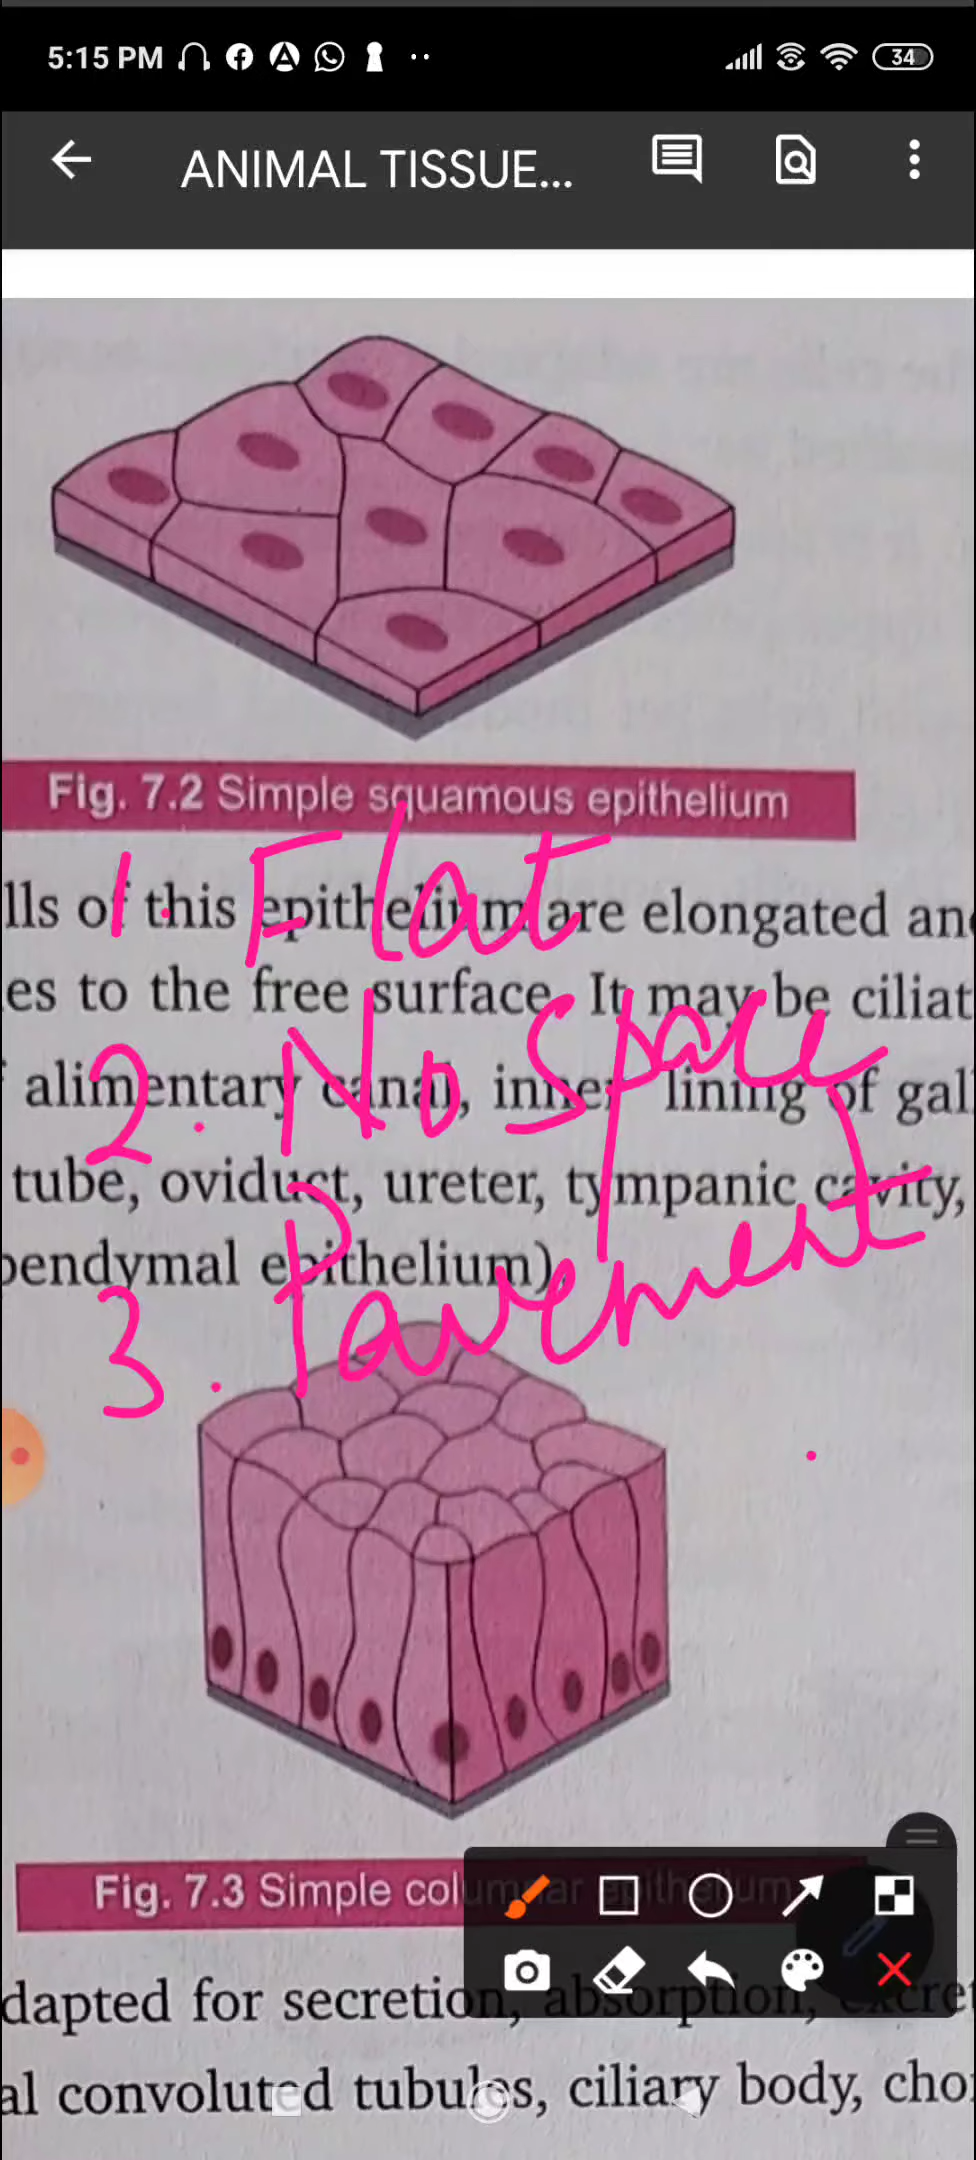 5:15 PM 34
ANIMAL TISSUE...
Fig. 7.2 Simple squamous epithelium
1. Flat
lls of this epithelium are elongated and
es to the free surface. It may be ciliat
2. No Space
alimentary canal, inner lining of gal
tube, oviduct, ureter, tympanic cavity,
3. Pavement
pendymal epithelium).
Fig. 7.3 Simple columnar epithelium
dapted for secretion, absorption, excre
al convoluted tubules, ciliary body, cho